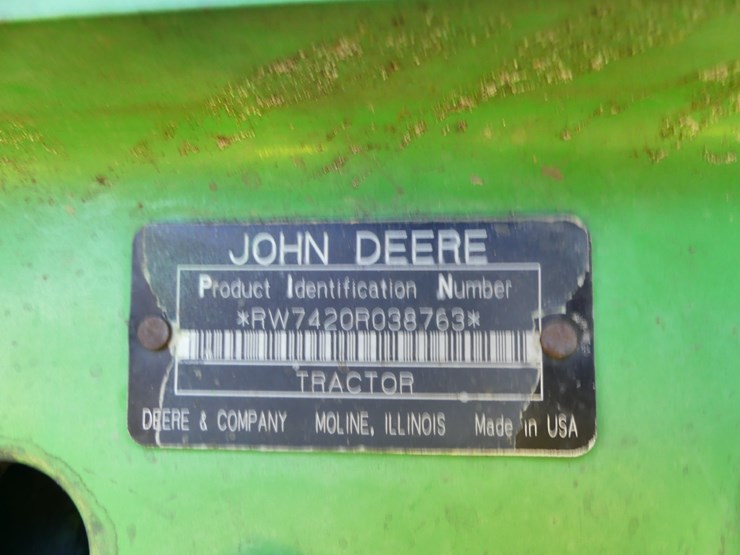 JOHN DEERE
Product Identification Number
*RW7420R038763*
TRACTOR
DEERE & COMPANY MOLINE, ILLINOIS Made in USA